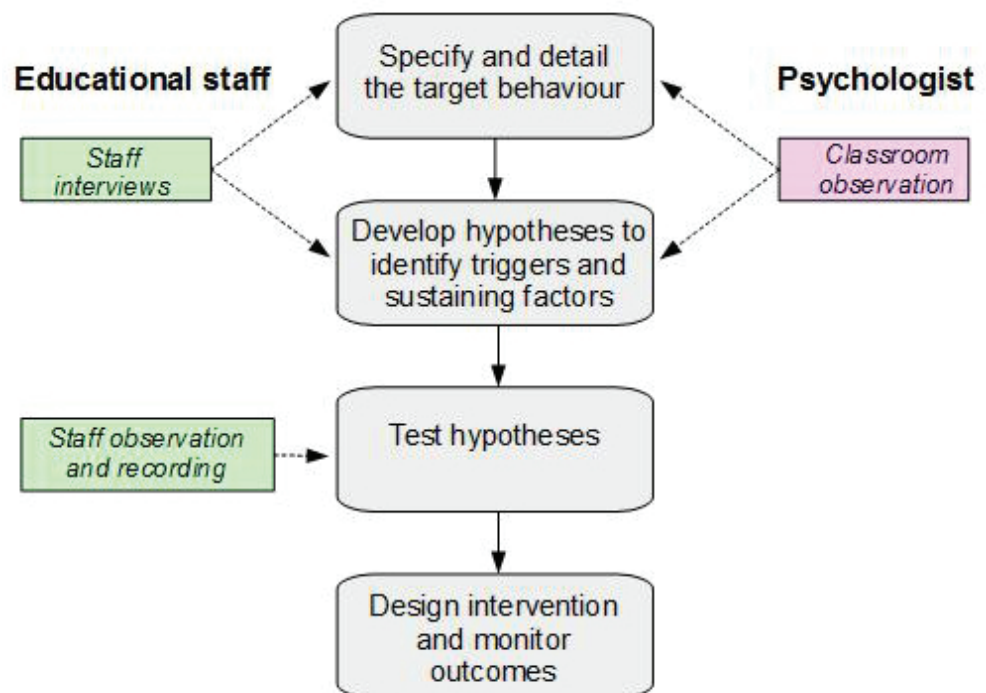 Specify and detail
the target behaviour
Educational staff
Psychologist
Staff
interviews
Classroom
observation
Develop hypotheses to
identify triggers and
sustaining factors
Staff observation
and recording
Test hypotheses
Design intervention
and monitor
outcomes